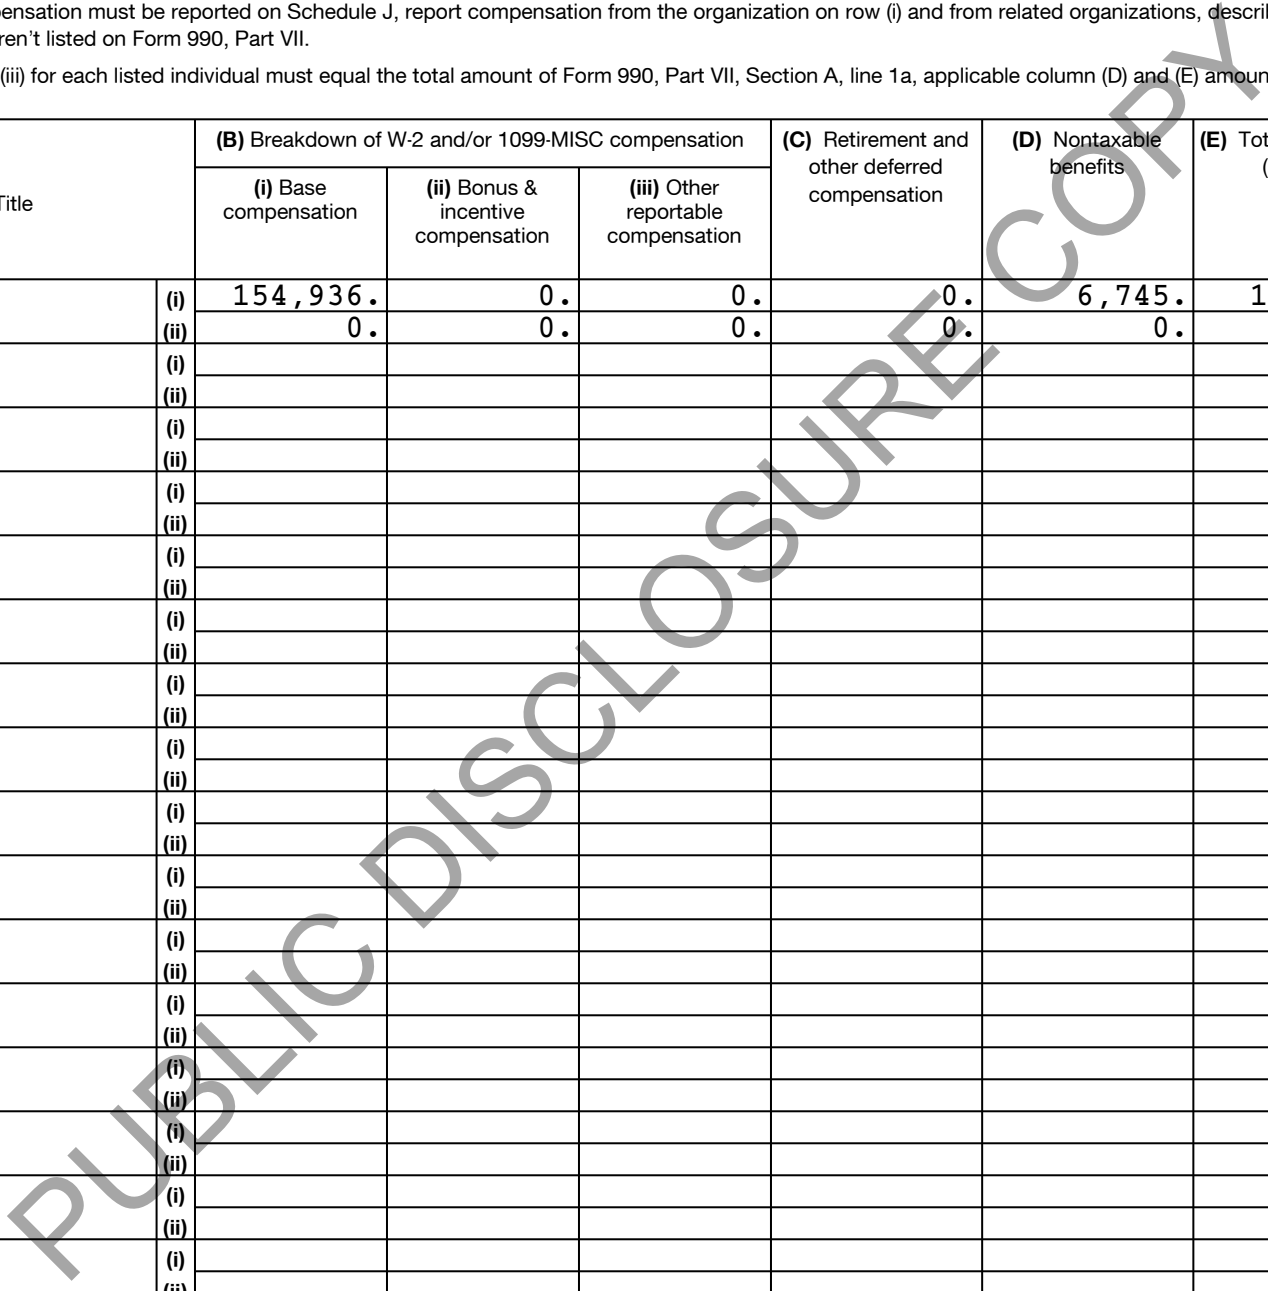 pensation must be reported on Schedule J, report compensation from the organization on row (i) and from related organizations,
aren't listed on Form 990, Part VII.
(iii) for each listed individual must equal the total amount of Form 990, Part VII, Section A, line 1a, applicable column (D) and (E)
(B) Breakdown of W-2 and/or 1099-MISC compensation
(C) Retirement and
other deferred
compensation
(D) Nontaxable
benefits
(E)
Title
(i) Base
compensation
(ii) Bonus &
incentive
compensation
(iii) Other
reportable
compensation
(i) 154,936. 0. 0. 0. 6,745. 1
(ii) 0. 0. 0. 0. 0.
(i)
(ii)
(i)
(ii)
(i)
(ii)
(i)
(ii)
(i)
(ii)
(i)
(ii)
(i)
(ii)
(i)
(ii)
(i)
(ii)
(i)
(ii)
(i)
(ii)
(i)
(ii)
(i)
(ii)
(i)
(ii)
(i)
(ii)
PUBLIC DISCLOSURE COPY